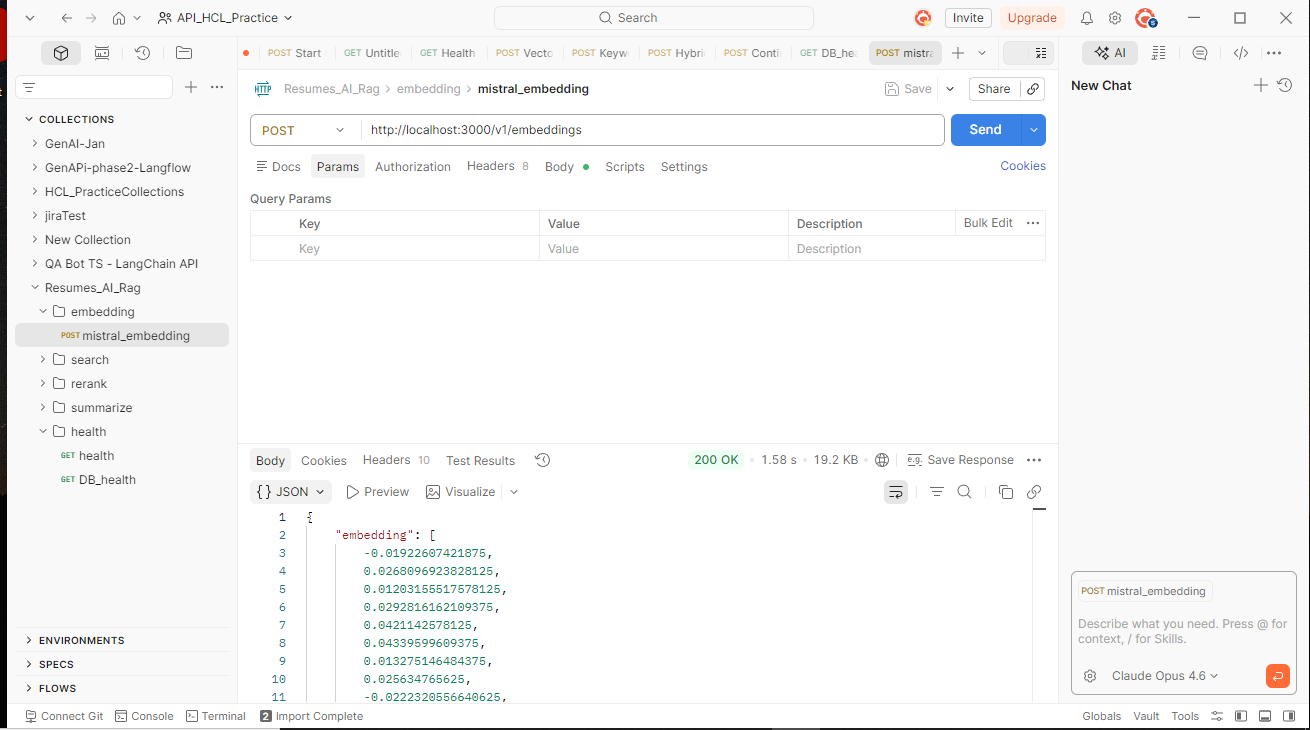 API_HCL_Practice
Search
Invite
Upgrade
POST Start
GET Untitle
GET Health
POST Vecto
POST Keyw
POST Hybri
POST Conti
GET DB_hea
POST mistra
AI
New Chat
Resumes_AI_Rag > embedding > mistral_embedding
HTTP
Save
Share
POST
http://localhost:3000/v1/embeddings
Send
Docs
Params
Authorization
Headers 8
Body
Scripts
Settings
Cookies
Query Params
Key Value Description Bulk Edit
Key Value Description
COLLECTIONS
GenAI-Jan
GenAPi-phase2-Langflow
HCL_PracticeCollections
jiraTest
New Collection
QA Bot TS - LangChain API
Resumes_AI_Rag
embedding
POST mistral_embedding
search
rerank
summarize
health
GET health
GET DB_health
ENVIRONMENTS
SPECS
FLOWS
Body Cookies Headers 10 Test Results
200 OK • 1.58 s • 19.2 KB
e.g. Save Response
{} JSON
Preview
Visualize
1 {
2 "embedding": [
3 -0.01922607421875,
4 0.0268096923828125,
5 0.01203155517578125,
6 0.0292816162109375,
7 0.0421142578125,
8 0.04339599609375,
9 0.013275146484375,
10 0.025634765625,
11 -0.0222320556640625,
POST mistral_embedding
Describe what you need. Press @ for
context, / for Skills.
Claude Opus 4.6
Connect Git
Console
Terminal
2 Import Complete
Globals
Vault
Tools